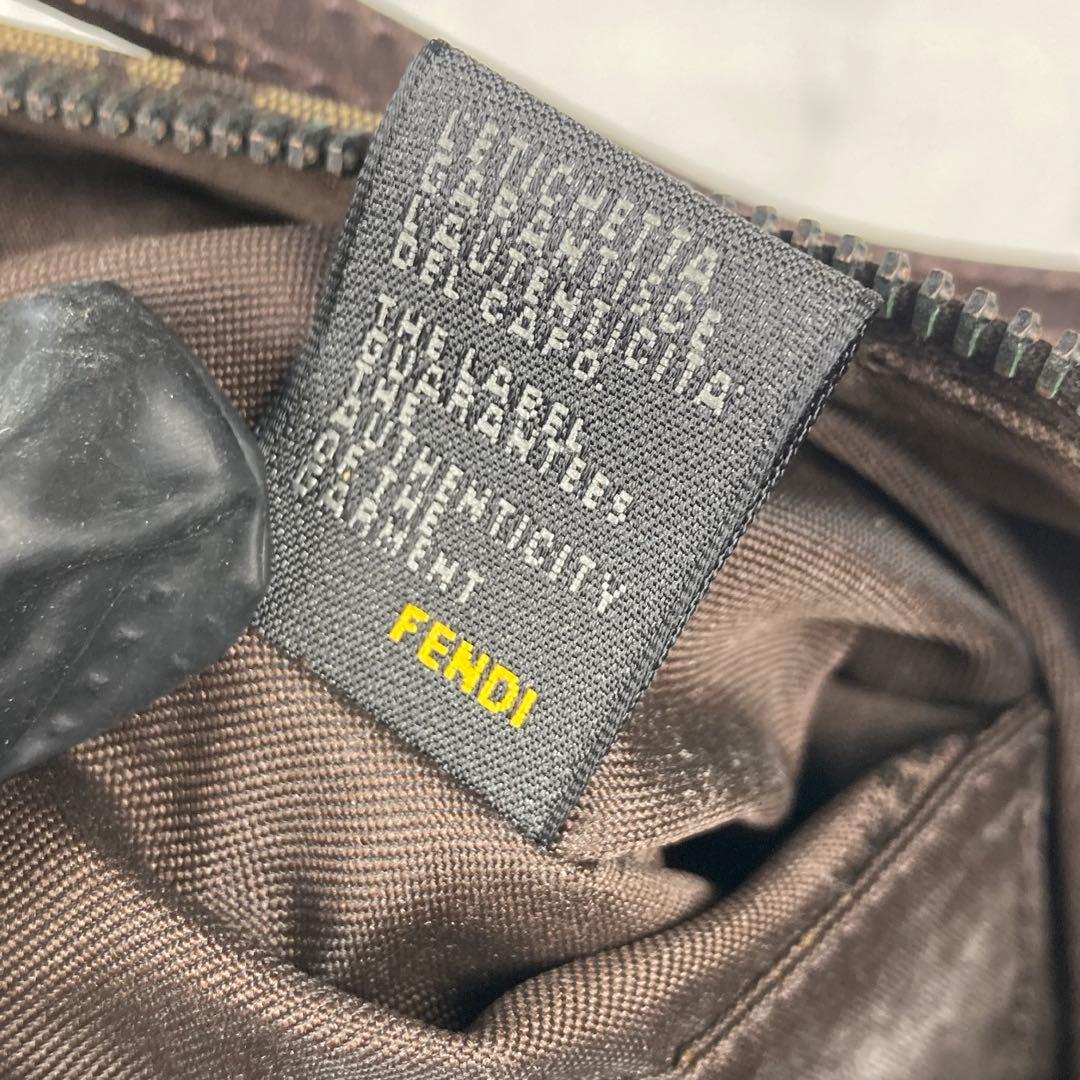 L'ETICHETTA
GARANTISCE
L'AUTENTICITA'
DEL CAPO.
THE LABEL
GUARANTEES
THE
AUTHENTICITY
OF THE
GARMENT
FENDI